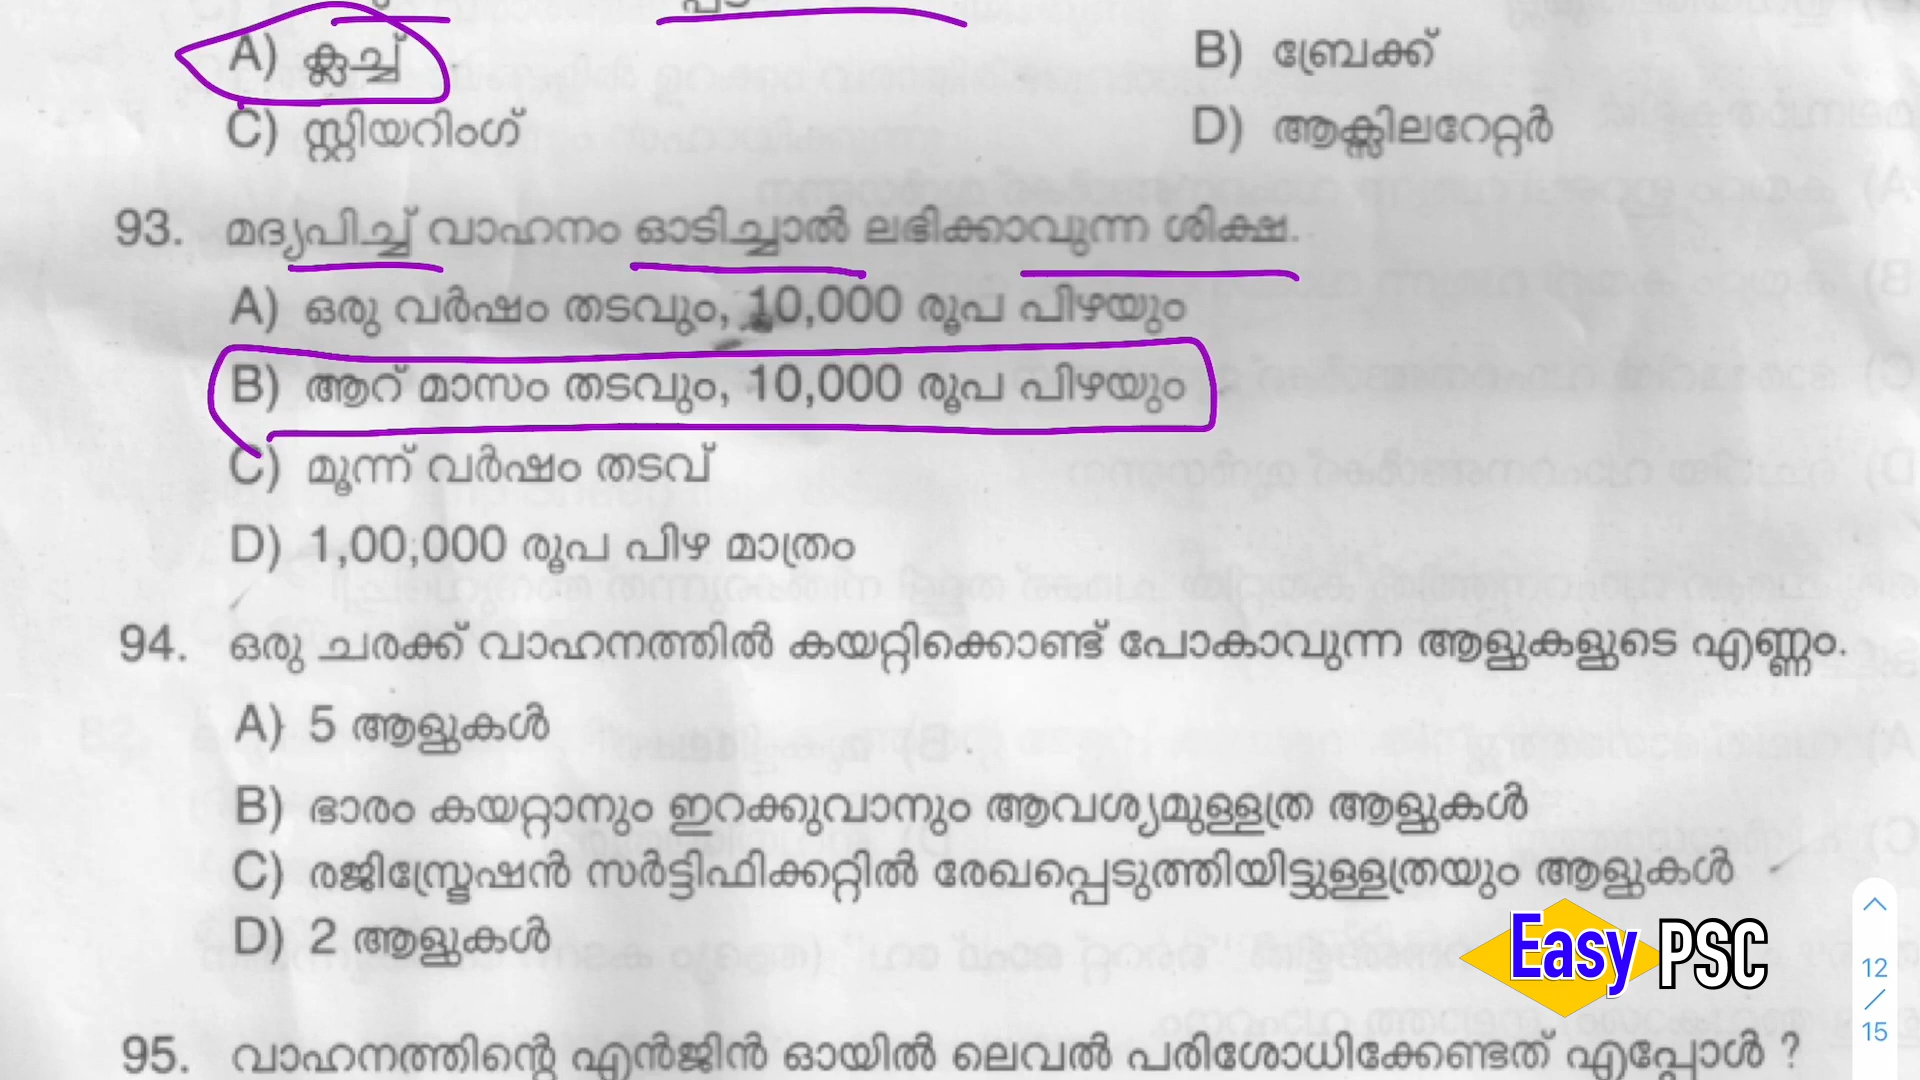 A) ക്ലച്ച്
B) ബ്രേക്ക്
C) സ്റ്റിയറിംഗ്
D) ആക്സിലറേറ്റർ
93. മദ്യപിച്ച് വാഹനം ഓടിച്ചാൽ ലഭിക്കാവുന്ന ശിക്ഷ.
A) ഒരു വർഷം തടവും, 10,000 രൂപ പിഴയും
B) ആറ് മാസം തടവും, 10,000 രൂപ പിഴയും
C) മൂന്ന് വർഷം തടവ്
D) 1,00,000 രൂപ പിഴ മാത്രം
94. ഒരു ചരക്ക് വാഹനത്തിൽ കയറ്റിക്കൊണ്ട് പോകാവുന്ന ആളുകളുടെ എണ്ണം.
A) 5 ആളുകൾ
B) ഭാരം കയറ്റാനും ഇറക്കുവാനും ആവശ്യമുള്ളത്ര ആളുകൾ
C) രജിസ്ട്രേഷൻ സർട്ടിഫിക്കറ്റിൽ രേഖപ്പെടുത്തിയിട്ടുള്ളത്രയും ആളുകൾ
D) 2 ആളുകൾ
Easy PSC
12
/
15
95. വാഹനത്തിന്റെ എൻജിൻ ഓയിൽ ലെവൽ പരിശോധിക്കേണ്ടത് എപ്പോൾ ?